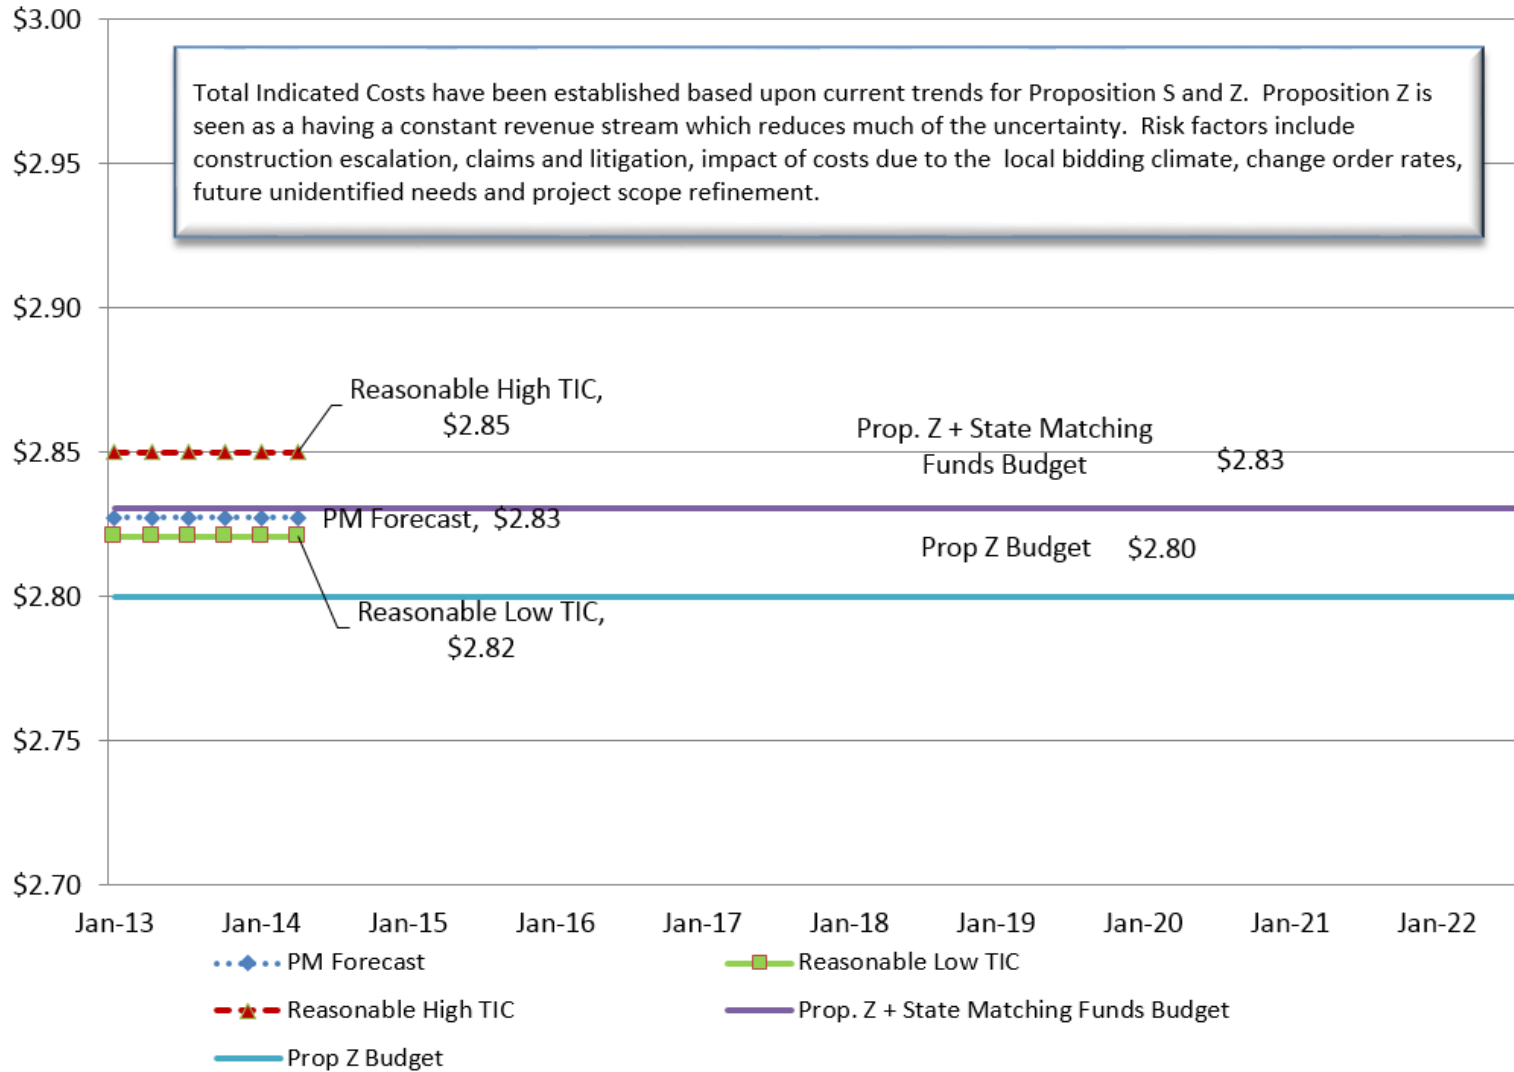 $3.00
Total Indicated Costs have been established based upon current trends for Proposition S and Z.  Proposition Z is
seen as a having a constant revenue stream which reduces much of the uncertainty.  Risk factors include
construction escalation, claims and litigation, impact of costs due to the  local bidding climate, change order rates,
future unidentified needs and project scope refinement.
$2.95
$2.90
Reasonable High TIC,
$2.85
Prop. Z + State Matching
Funds Budget
$2.83
$2.85
PM Forecast,  $2.83
Prop Z Budget
$2.80
$2.80
Reasonable Low TIC,
$2.82
$2.75
$2.70
Jan-13 Jan-14 Jan-15 Jan-16 Jan-17 Jan-18 Jan-19 Jan-20 Jan-21 Jan-22
PM Forecast
Reasonable Low TIC
Reasonable High TIC
Prop. Z + State Matching Funds Budget
Prop Z Budget